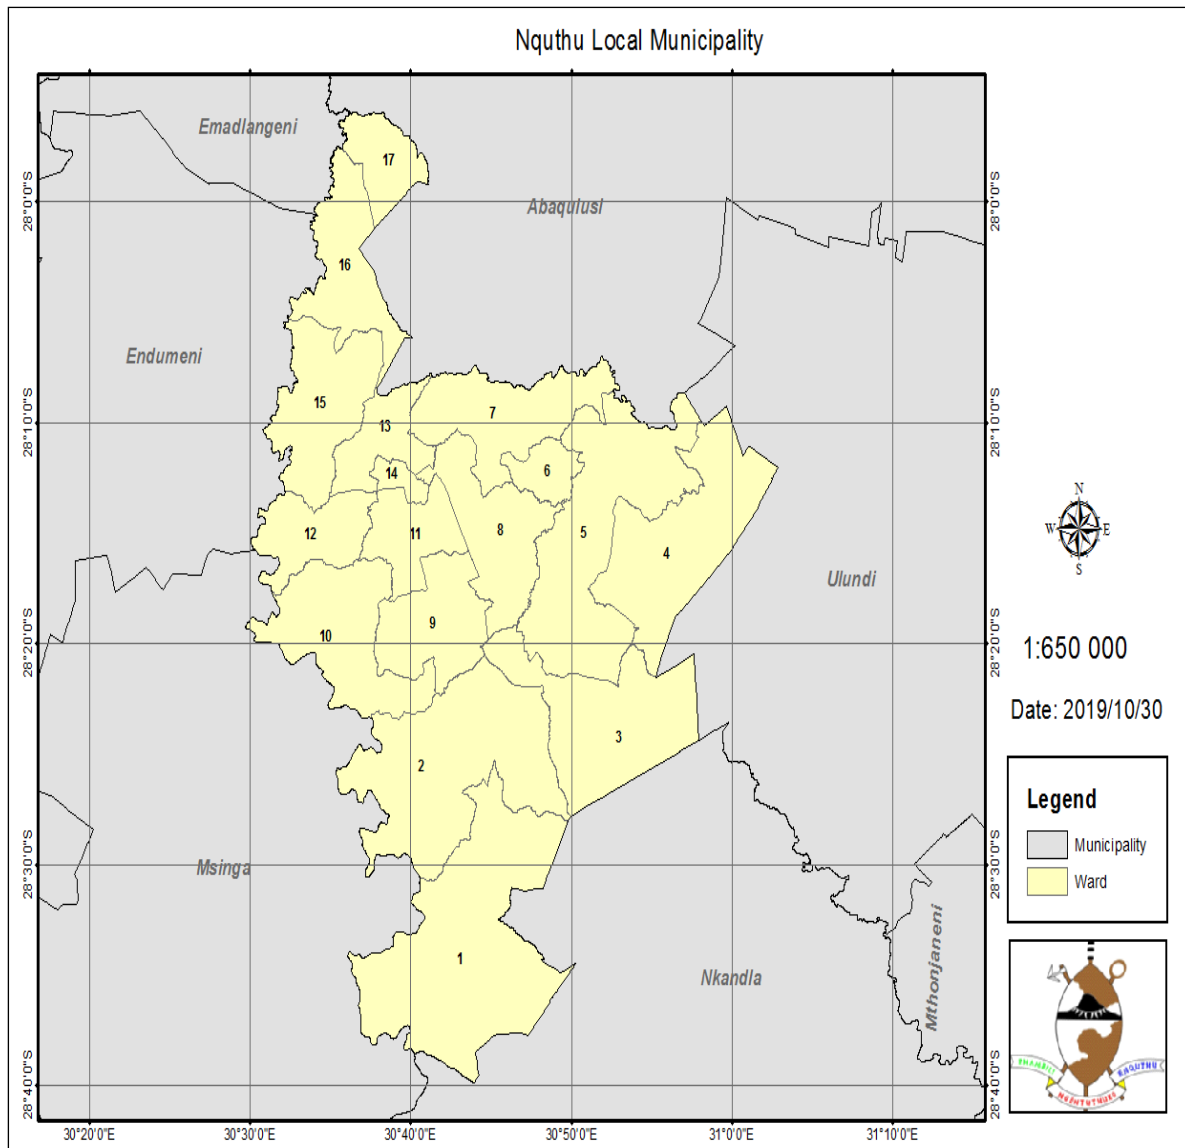 Nquthu Local Municipality
Emadlangeni
17
Abaqulusi
28°0'0"S
28°0'0"S
16
Endumeni
15
7
13
28°10'0"S
28°10'0"S
14
6
N
12
11
8
5
4
W
E
S
Ulundi
10
9
28°20'0"S
28°20'0"S
1:650 000
Date: 2019/10/30
3
2
Legend
Municipality
Ward
Msinga
28°30'0"S
28°30'0"S
1
Nkandla
Mthonjaneni
28°40'0"S
28°40'0"S
30°20'0"E
30°30'0"E
30°40'0"E
30°50'0"E
31°0'0"E
31°10'0"E